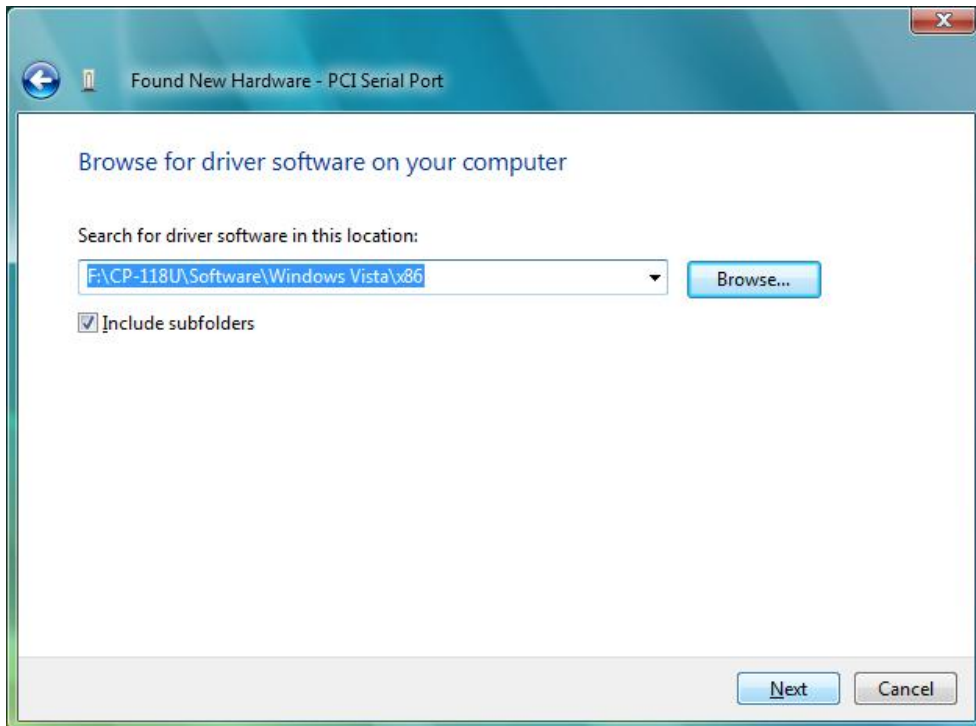 Found New Hardware - PCI Serial Port
Browse for driver software on your computer
Search for driver software in this location:
F:\CP-118U\Software\Windows Vista\x86
Browse...
Include subfolders
Next
Cancel